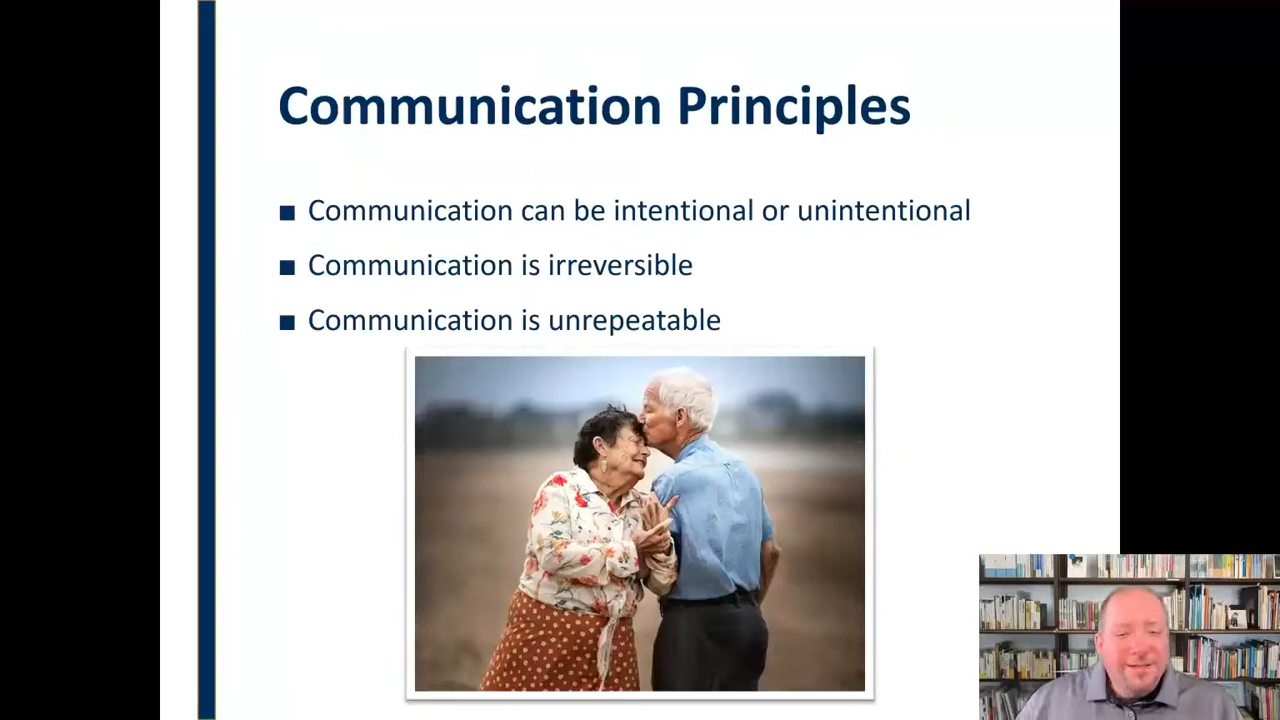 Communication Principles
■ Communication can be intentional or unintentional
■ Communication is irreversible
■ Communication is unrepeatable